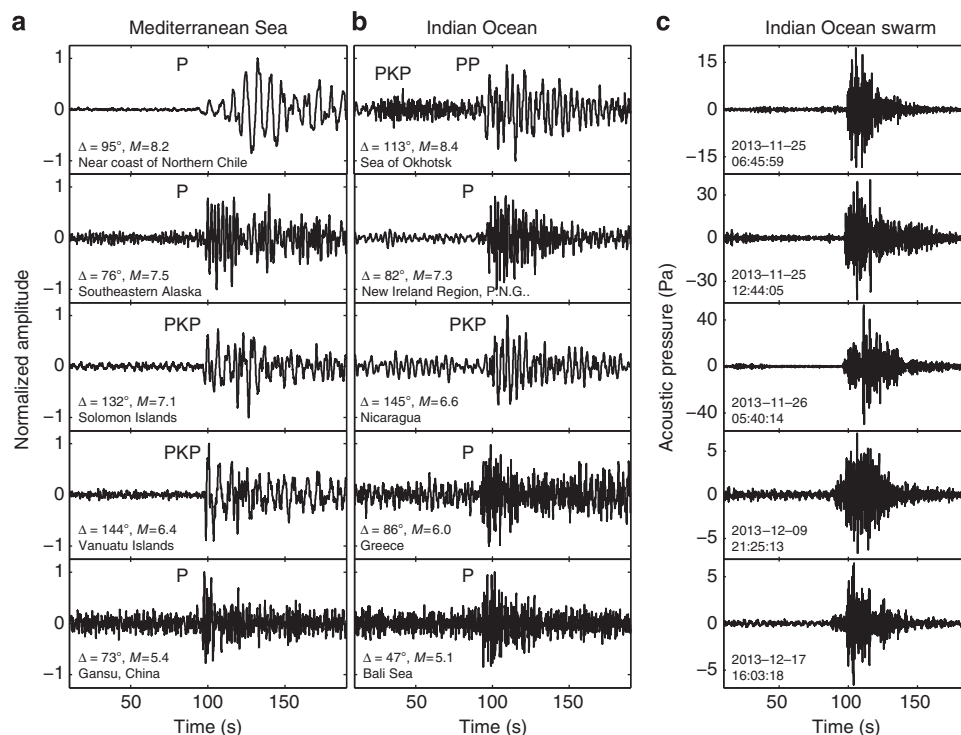 a Mediterranean Sea
b Indian Ocean
c Indian Ocean swarm
Normalized amplitude
P
1
0
−1
Δ = 95°, M=8.2
Near coast of Northern Chile
P
1
0
−1
Δ = 76°, M=7.5
Southeastern Alaska
PKP
1
0
−1
Δ = 132°, M=7.1
Solomon Islands
PKP
1
0
−1
Δ = 144°, M=6.4
Vanuatu Islands
P
1
0
−1
Δ = 73°, M=5.4
Gansu, China
50 100 150
Time (s)
PKP PP
Δ = 113°, M=8.4
Sea of Okhotsk
P
Δ = 82°, M=7.3
New Ireland Region, P.N.G..
PKP
Δ = 145°, M=6.6
Nicaragua
P
Δ = 86°, M=6.0
Greece
P
Δ = 47°, M=5.1
Bali Sea
50 100 150
Time (s)
Acoustic pressure (Pa)
15
0
−15
2013−11−25
06:45:59
30
0
−30
2013−11−25
12:44:05
40
0
−40
2013−11−26
05:40:14
5
0
−5
2013−12−09
21:25:13
5
0
−5
2013−12−17
16:03:18
50 100 150
Time (s)